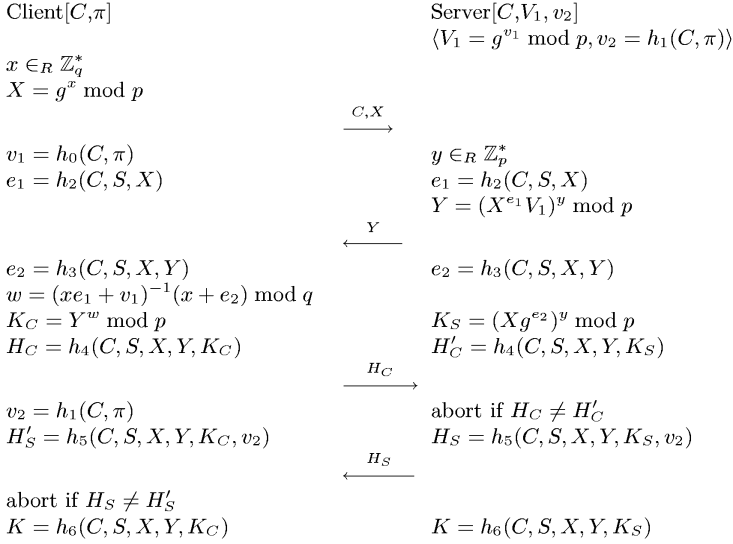 Client[C,π] Server[C,V₁, v₂]
⟨V₁ = g^{v₁} mod p, v₂ = h₁(C, π)⟩
x ∈_R ℤ*_q
X = g^x mod p
C,X
v₁ = h₀(C, π) y ∈_R ℤ*_p
e₁ = h₂(C, S, X) e₁ = h₂(C, S, X)
Y = (X^{e₁}V₁)^y mod p
Y
e₂ = h₃(C, S, X, Y) e₂ = h₃(C, S, X, Y)
w = (xe₁ + v₁)^{-1}(x + e₂) mod q
K_C = Y^w mod p K_S = (Xg^{e₂})^y mod p
H_C = h₄(C, S, X, Y, K_C) H'_C = h₄(C, S, X, Y, K_S)
H_C
v₂ = h₁(C, π) abort if H_C ≠ H'_C
H'_S = h₅(C, S, X, Y, K_C, v₂) H_S = h₅(C, S, X, Y, K_S, v₂)
H_S
abort if H_S ≠ H'_S
K = h₆(C, S, X, Y, K_C) K = h₆(C, S, X, Y, K_S)